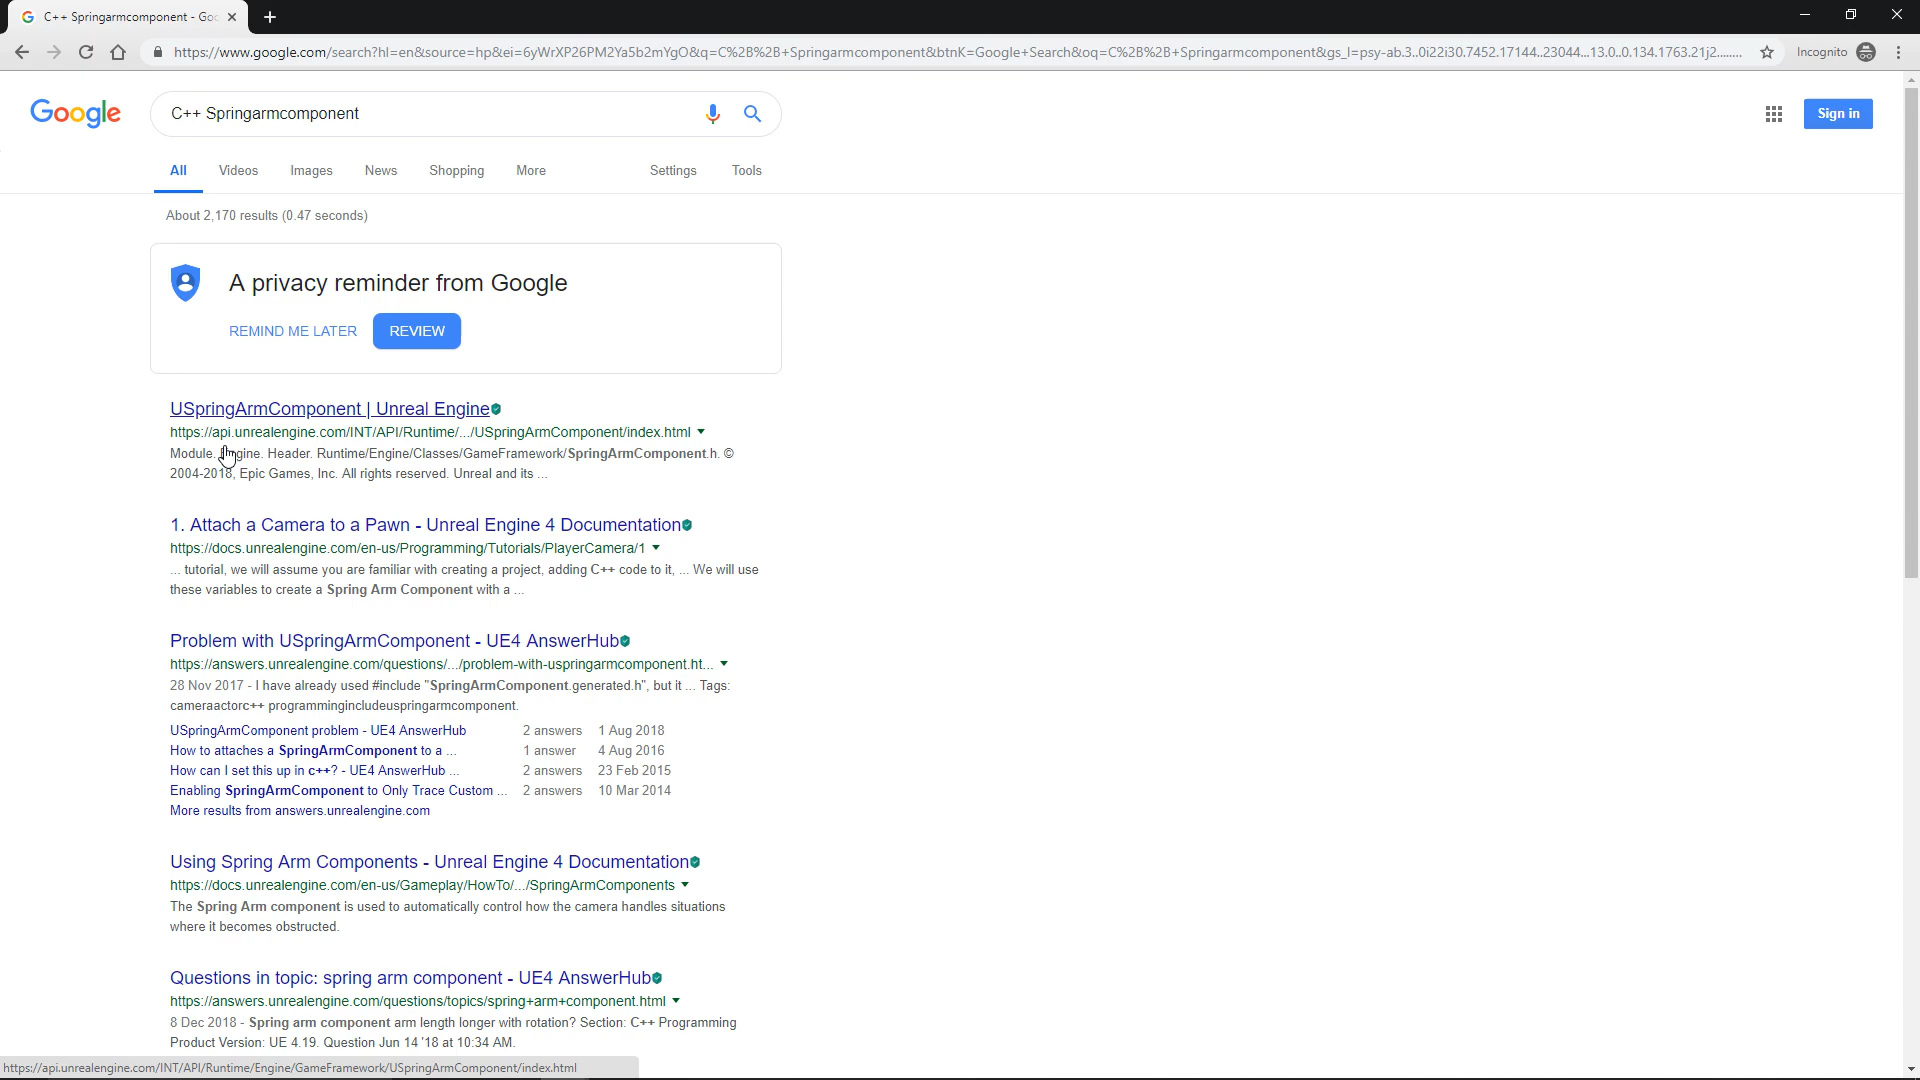 C++ Springarmcomponent - Goo
https://www.google.com/search?hl=en&source=hp&ei=6yWrXP26PM2Ya5b2mYgO&q=C%2B%2B+Springarmcomponent&btnK=Google+Search&oq=C%2B%2B+Springarmcomponent&gs_l=psy-ab.3..0i22i30.7452.17144..23044...13.0..0.134.1763.21j2........
Incognito
Google
C++ Springarmcomponent
Sign in
All Videos Images News Shopping More Settings Tools
About 2,170 results (0.47 seconds)
A privacy reminder from Google
REMIND ME LATER REVIEW
USpringArmComponent | Unreal Engine
https://api.unrealengine.com/INT/API/Runtime/.../USpringArmComponent/index.html
Module. Engine. Header. Runtime/Engine/Classes/GameFramework/SpringArmComponent.h. ©
2004-2018, Epic Games, Inc. All rights reserved. Unreal and its ...
1. Attach a Camera to a Pawn - Unreal Engine 4 Documentation
https://docs.unrealengine.com/en-us/Programming/Tutorials/PlayerCamera/1
... tutorial, we will assume you are familiar with creating a project, adding C++ code to it, ... We will use
these variables to create a Spring Arm Component with a ...
Problem with USpringArmComponent - UE4 AnswerHub
https://answers.unrealengine.com/questions/.../problem-with-uspringarmcomponent.ht...
28 Nov 2017 - I have already used #include "SpringArmComponent.generated.h", but it ... Tags:
cameraactorc++ programmingincludeuspringarmcomponent.
USpringArmComponent problem - UE4 AnswerHub 2 answers 1 Aug 2018
How to attaches a SpringArmComponent to a ... 1 answer 4 Aug 2016
How can I set this up in c++? - UE4 AnswerHub ... 2 answers 23 Feb 2015
Enabling SpringArmComponent to Only Trace Custom ... 2 answers 10 Mar 2014
More results from answers.unrealengine.com
Using Spring Arm Components - Unreal Engine 4 Documentation
https://docs.unrealengine.com/en-us/Gameplay/HowTo/.../SpringArmComponents
The Spring Arm component is used to automatically control how the camera handles situations
where it becomes obstructed.
Questions in topic: spring arm component - UE4 AnswerHub
https://answers.unrealengine.com/questions/topics/spring+arm+component.html
8 Dec 2018 - Spring arm component arm length longer with rotation? Section: C++ Programming
Product Version: UE 4.19. Question Jun 14 '18 at 10:34 AM.
https://api.unrealengine.com/INT/API/Runtime/Engine/GameFramework/USpringArmComponent/index.html